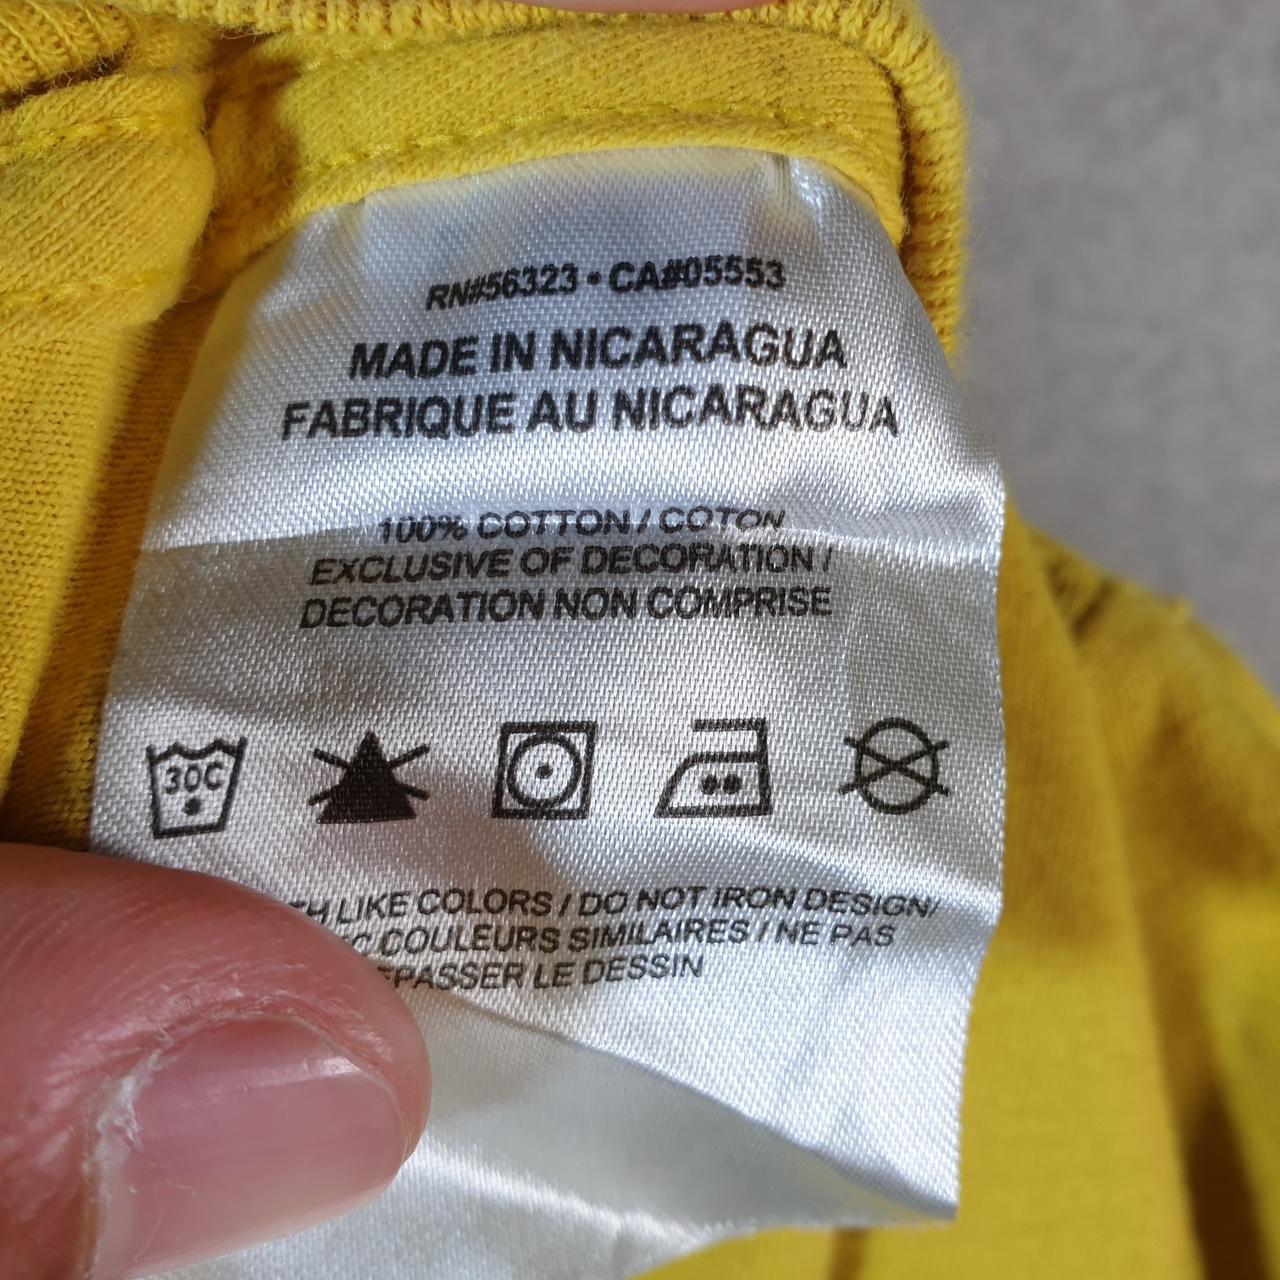 RN#56323 • CA#05553
MADE IN NICARAGUA
FABRIQUE AU NICARAGUA
100% COTTON / COTON
EXCLUSIVE OF DECORATION /
DECORATION NON COMPRISE
30C
LIKE COLORS / DO NOT IRON DESIGN/
COULEURS SIMILAIRES / NE PAS
LE DESSIN